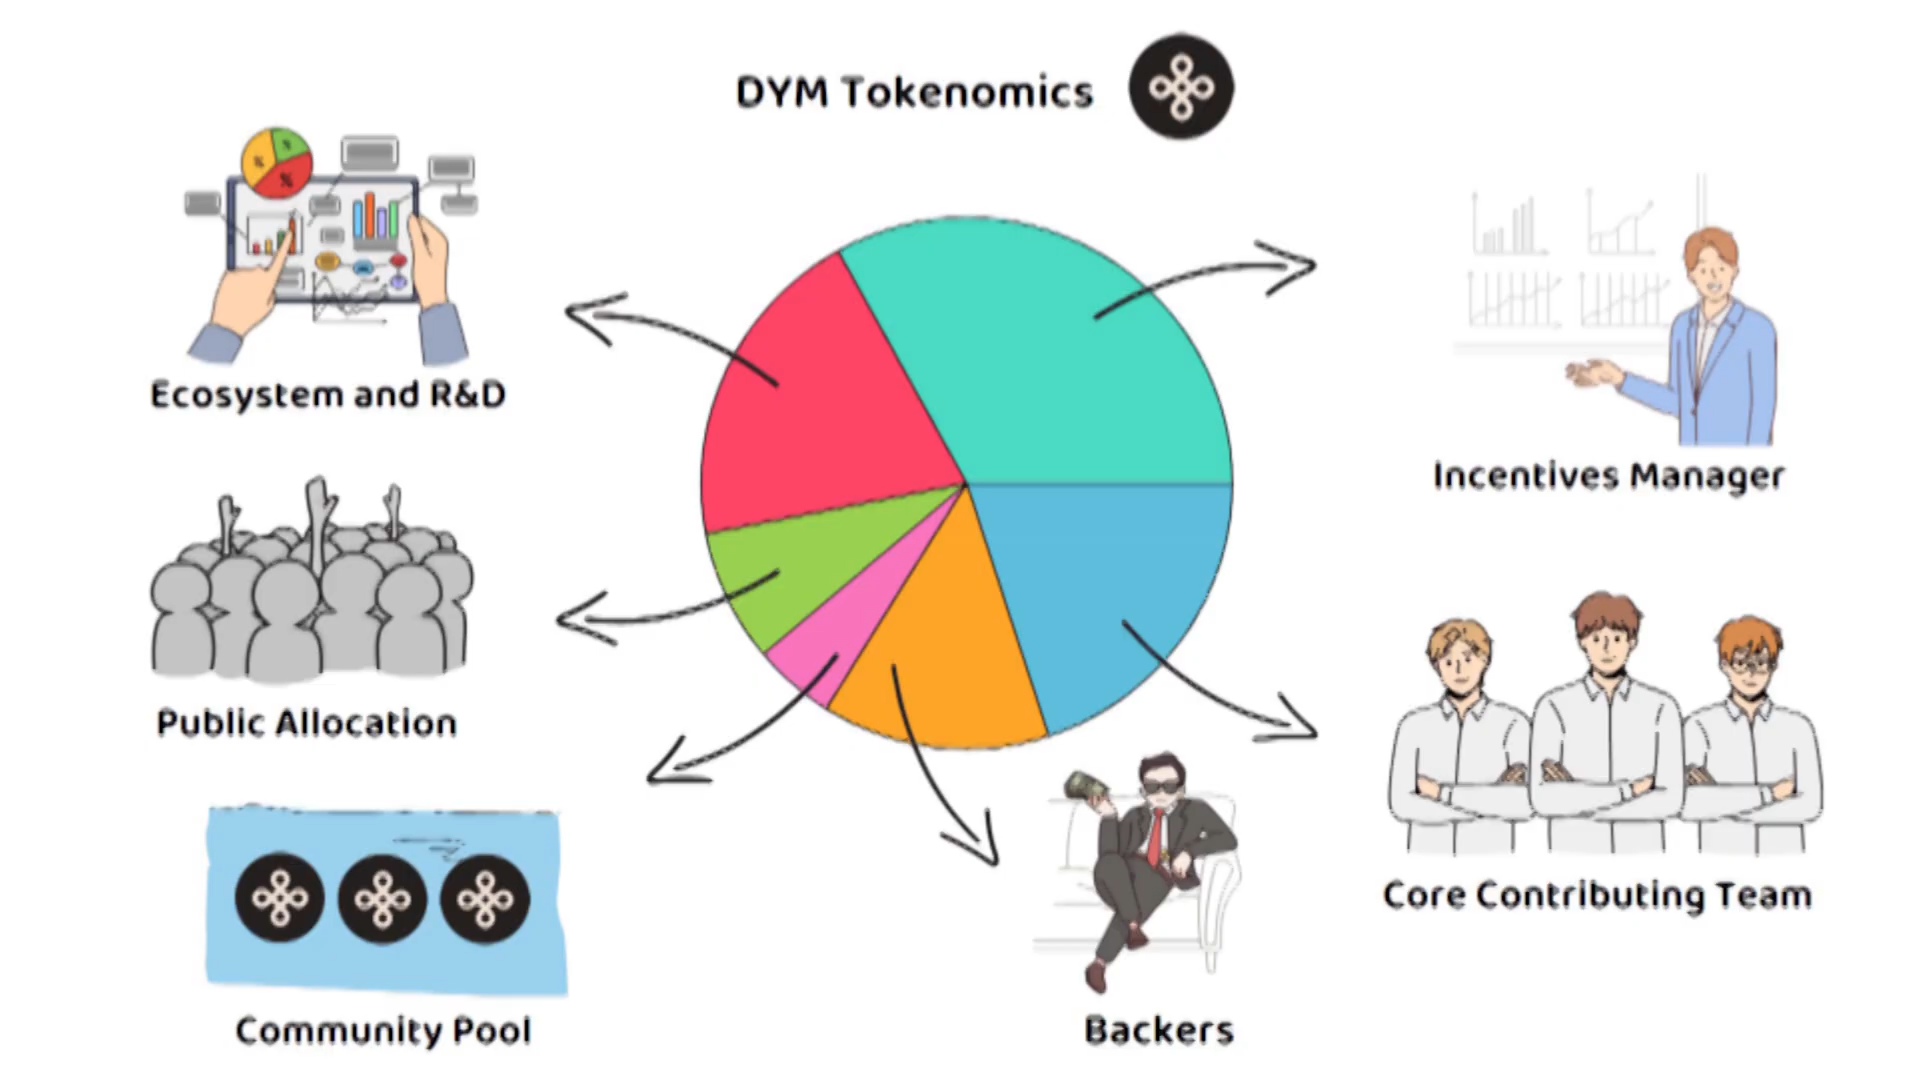 DYM Tokenomics
Ecosystem and R&D
Incentives Manager
Public Allocation
Core Contributing Team
Community Pool
Backers